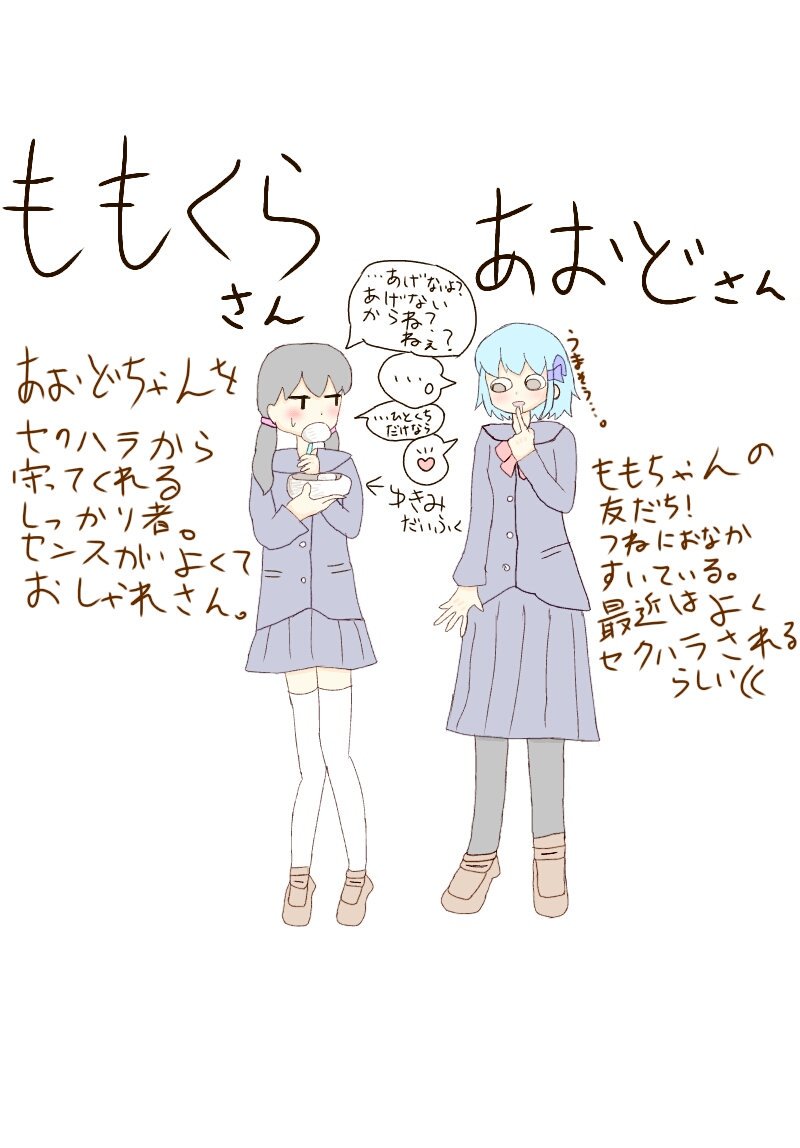 ももくら
さん
あおどさん
…あげないよ?
あげない
からね?
ねぇ?
…。
…ひとくち
だけなら
うまそう…。
あおどちゃんを
セクハラから
守ってくれる
しっかり者。
センスがいよくて
おしゃれさん。
←ゆきみ
だいふく
ももちゃんの
友だち!
つねにおなか
すいている。
最近はよく
セクハラされる
らしい((